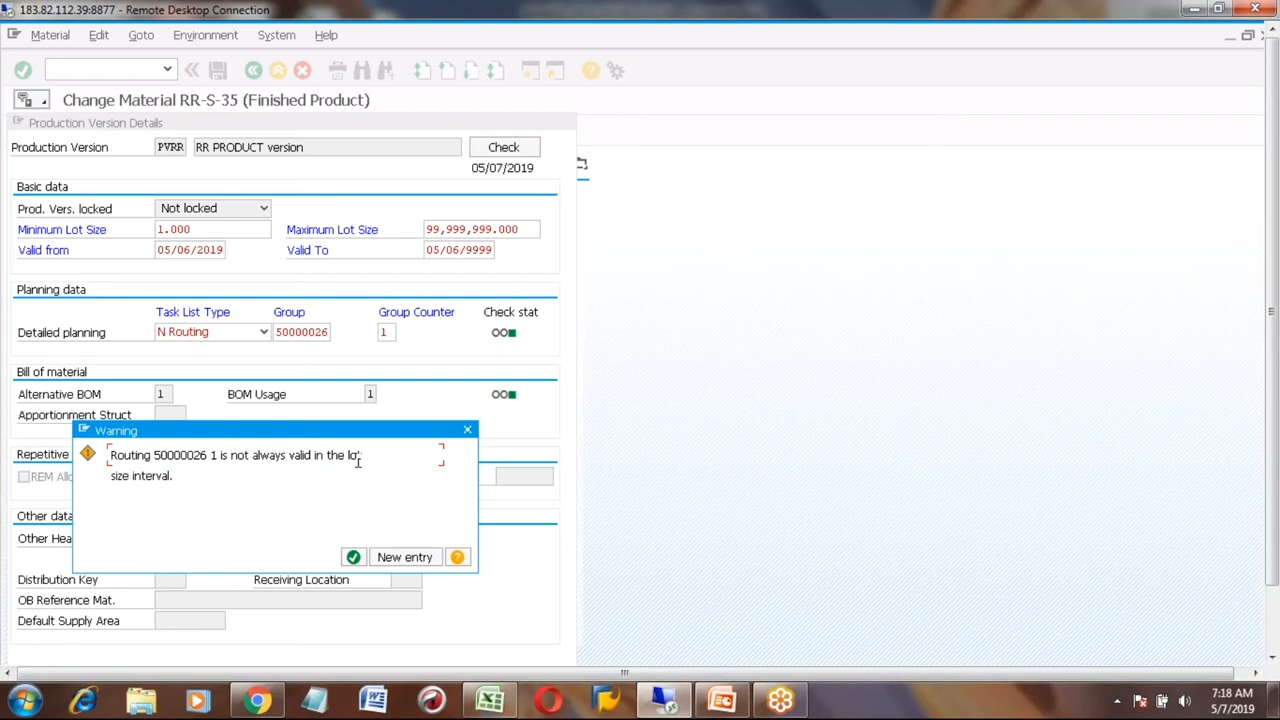 183.82.112.39:8877 - Remote Desktop Connection
Material Edit Goto Environment System Help
Change Material RR-S-35 (Finished Product)
Production Version Details
Production Version PVRR RR PRODUCT version Check
05/07/2019
Basic data
Prod. Vers. locked Not locked
Minimum Lot Size 1.000 Maximum Lot Size 99,999,999.000
Valid from 05/06/2019 Valid To 05/06/9999
Planning data
Task List Type Group Group Counter Check stat
Detailed planning N Routing 50000026 1
Bill of material
Alternative BOM 1 BOM Usage 1
Apportionment Struct
Warning
Routing 50000026 1 is not always valid in the lot
size interval.
Repetitive
REM Allo
Other data
Other Hea
New entry
Distribution Key Receiving Location
OB Reference Mat.
Default Supply Area
7:18 AM
5/7/2019